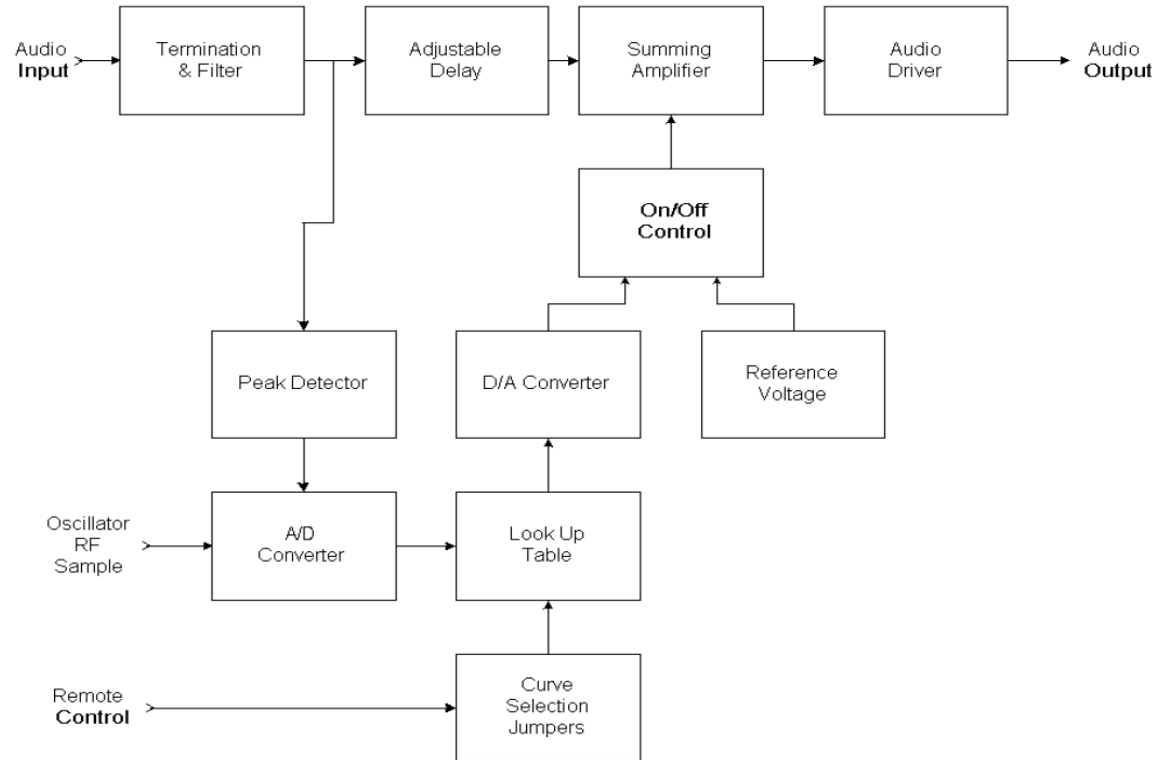 Audio
Input
Termination
& Filter
Adjustable
Delay
Summing
Amplifier
Audio
Driver
Audio
Output
On/Off
Control
Peak Detector
D/A Converter
Reference
Voltage
Oscillator
RF
Sample
A/D
Converter
Look Up
Table
Remote
Control
Curve
Selection
Jumpers